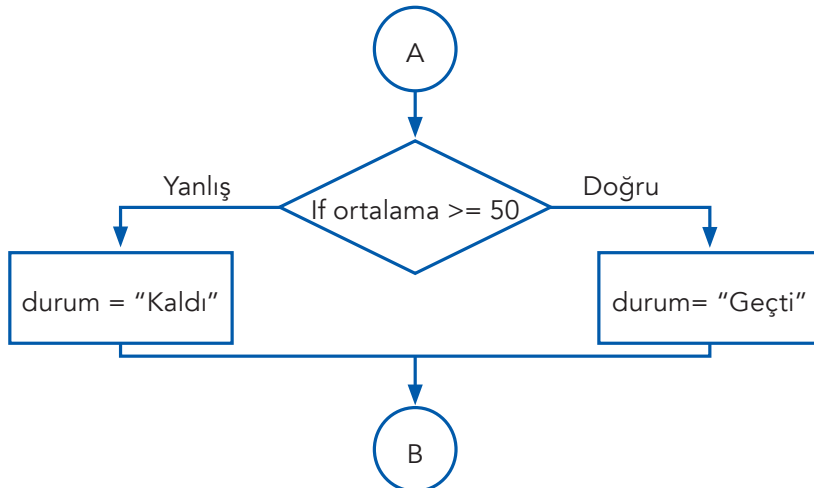 A
Yanlış
Doğru
If ortalama >= 50
durum = “Kaldı”
durum= “Geçti”
B